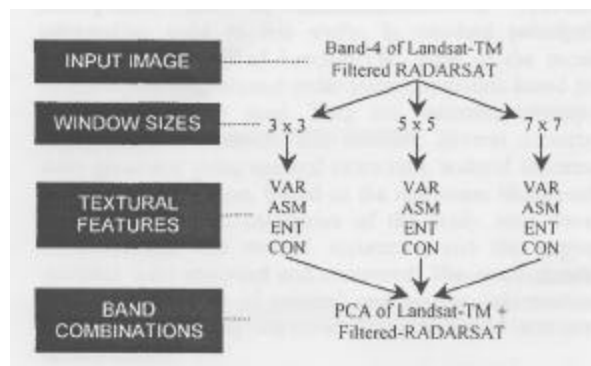 INPUT IMAGE
Band-4 of Landsat-TM
Filtered RADARSAT
WINDOW SIZES
3 x 3
5 x 5
7 x 7
TEXTURAL
FEATURES
VAR
ASM
ENT
CON
VAR
ASM
ENT
CON
VAR
ASM
ENT
CON
BAND
COMBINATIONS
PCA of Landsat-TM +
Filtered-RADARSAT